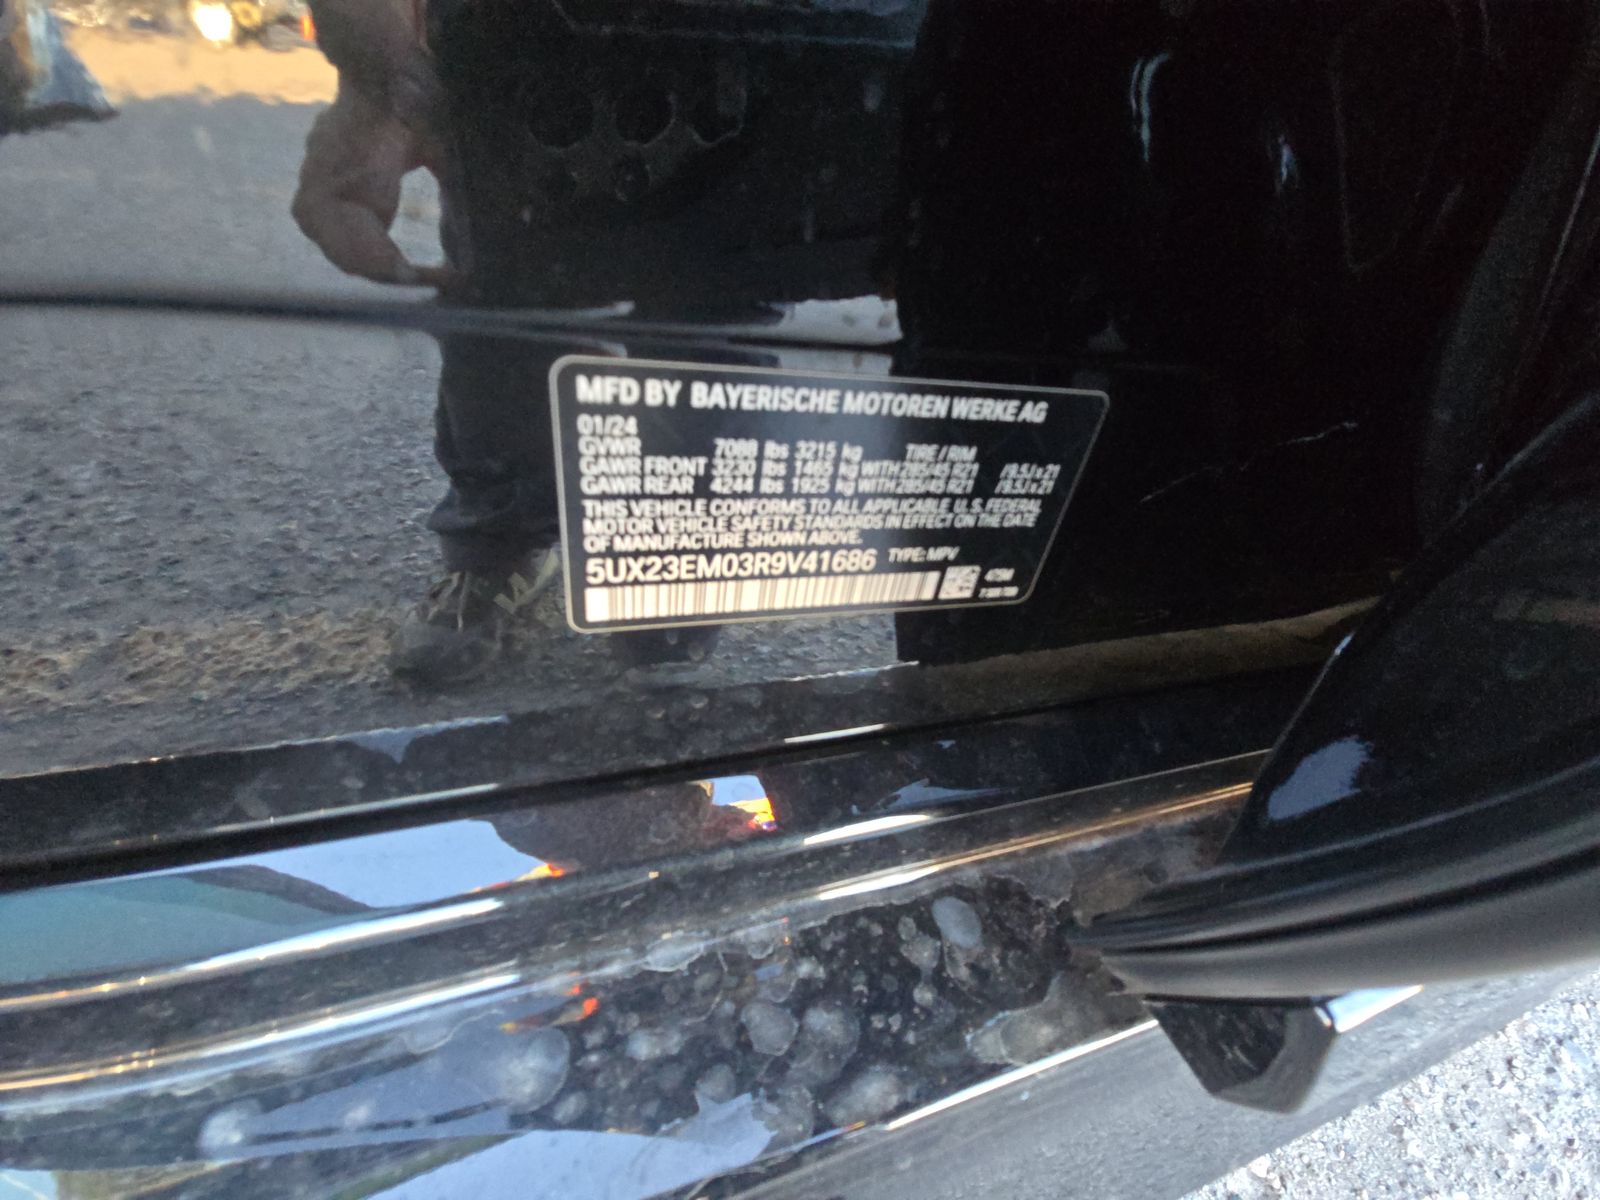 MFD BY BAYERISCHE MOTOREN WERKE AG
01/24
GVWR 7088 lbs 3215 kg TIRE / RIM
GAWR FRONT 3230 lbs 1465 kg WITH 285/45 R21 /9.5J x 21
GAWR REAR 4244 lbs 1925 kg WITH 285/45 R21 /9.5J x 21
THIS VEHICLE CONFORMS TO ALL APPLICABLE U.S. FEDERAL
MOTOR VEHICLE SAFETY STANDARDS IN EFFECT ON THE DATE
OF MANUFACTURE SHOWN ABOVE.
5UX23EM03R9V41686 TYPE: MPV